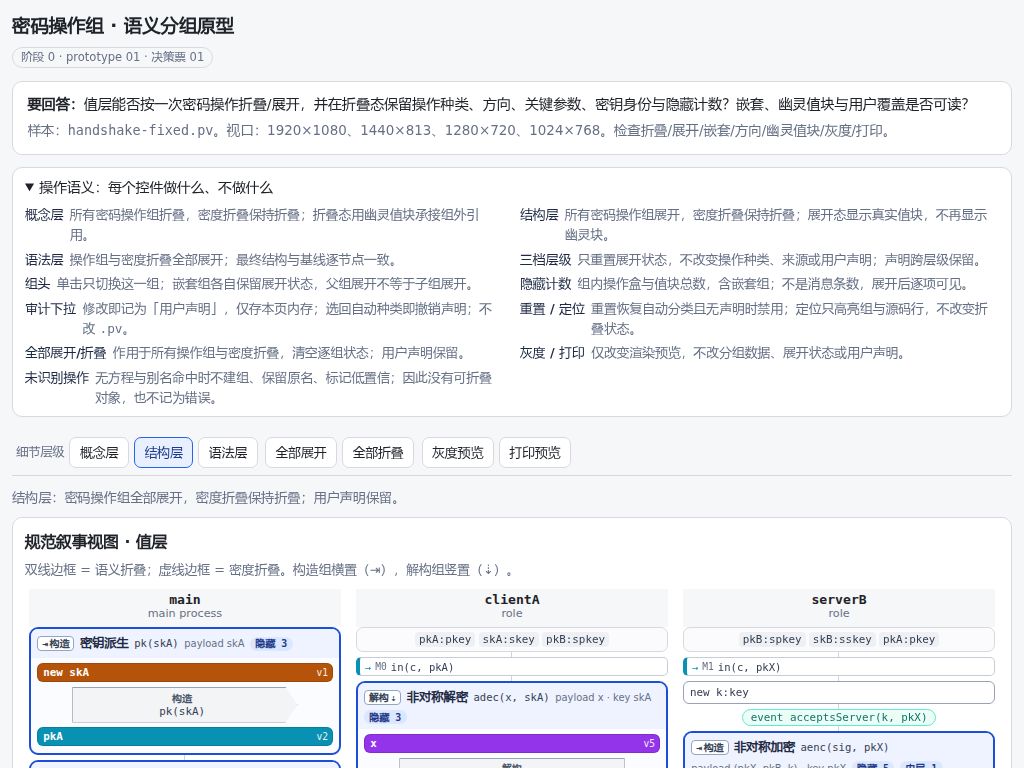 密码操作组 · 语义分组原型
阶段 0 · prototype 01 · 决策票 01
要回答：值层能否按一次密码操作折叠/展开，并在折叠态保留操作种类、方向、关键参数、密钥身份与隐藏计数？嵌套、幽灵值块与用户覆盖是否可读？
样本：handshake-fixed.pv。视口：1920×1080、1440×813、1280×720、1024×768。检查折叠/展开/嵌套/方向/幽灵值块/灰度/打印。
▼ 操作语义：每个控件做什么、不做什么
概念层 所有密码操作组折叠，密度折叠保持折叠；折叠态用幽灵值块承接组外引
用。
结构层 所有密码操作组展开，密度折叠保持折叠；展开态显示真实值块，不再显示
幽灵块。
语法层 操作组与密度折叠全部展开；最终结构与基线逐节点一致。
三档层级 只重置展开状态，不改变操作种类、来源或用户声明；声明跨层级保留。
组头 单击只切换这一组；嵌套组各自保留展开状态，父组展开不等于子组展开。
隐藏计数 组内操作盒与值块总数，含嵌套组；不是消息条数，展开后逐项可见。
审计下拉 修改即记为「用户声明」，仅存本页内存；选回自动种类即撤销声明；不
改 .pv。
重置 / 定位 重置恢复自动分类且无声明时禁用；定位只高亮组与源码行，不改变折
叠状态。
全部展开/折叠 作用于所有操作组与密度折叠，清空逐组状态；用户声明保留。
灰度 / 打印 仅改变渲染预览，不改分组数据、展开状态或用户声明。
未识别操作 无方程与别名命中时不建组、保留原名、标记低置信；因此没有可折叠
对象，也不记为错误。
细节层级 概念层 结构层 语法层 全部展开 全部折叠 灰度预览 打印预览
结构层：密码操作组全部展开，密度折叠保持折叠；用户声明保留。
规范叙事视图 · 值层
双线边框 = 语义折叠；虚线边框 = 密度折叠。构造组横置（⇥），解构组竖置（⇣）。
main
main process
⇥构造 密钥派生 pk(skA) payload skA 隐藏 3
new skA v1
构造
pk(skA)
pkA v2
clientA
role
pkA:pkey skA:skey pkB:spkey
→ M0 in(c, pkA)
解构⇣ 非对称解密 adec(x, skA) payload x · key skA
隐藏 3
x v5
解构
serverB
role
pkB:spkey skB:sskey pkA:pkey
→ M1 in(c, pkX)
new k:key
event acceptsServer(k, pkX)
⇥构造 非对称加密 aenc(sig, pkX)
payload (pkX, pkB, k) · key pkX 隐藏 5 内层 1